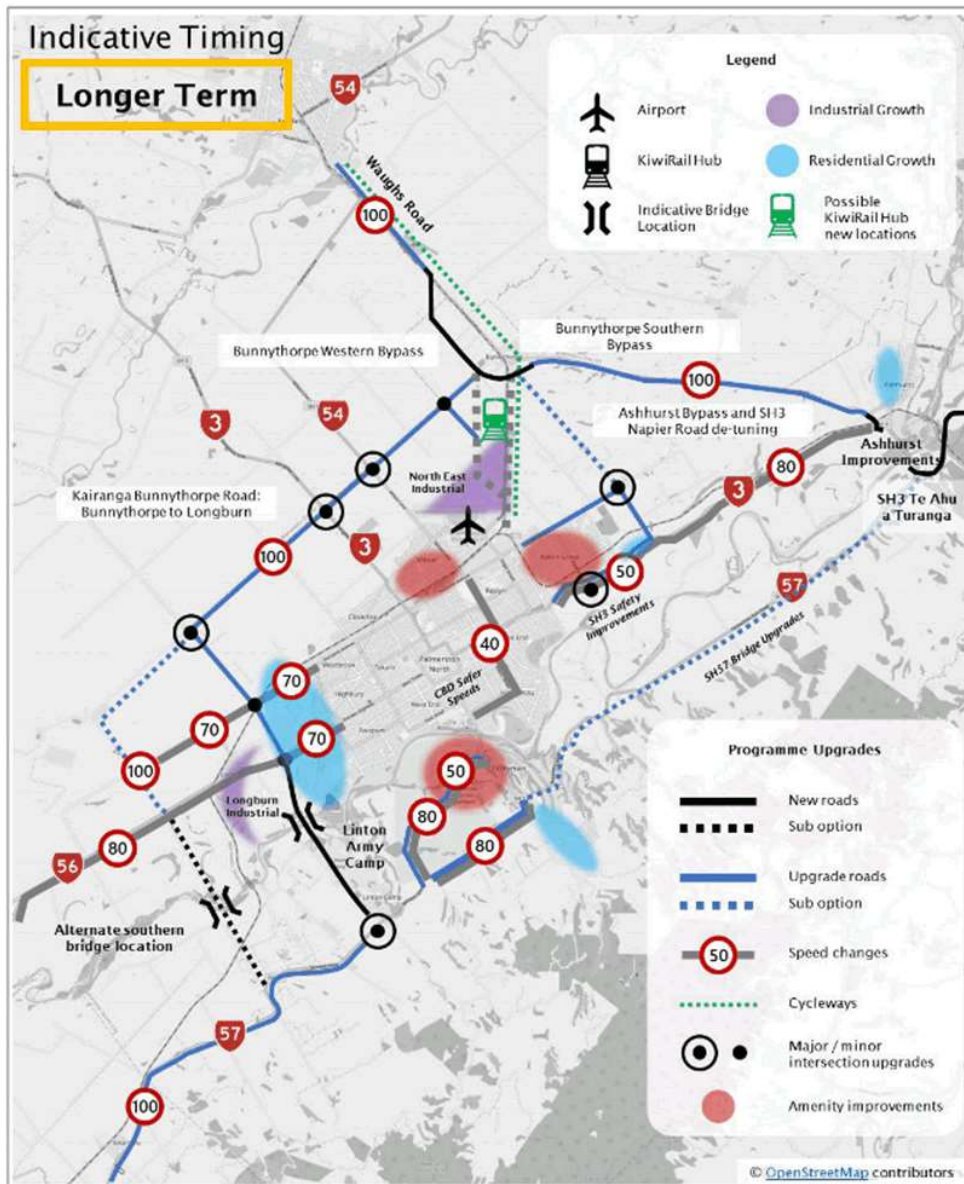 Indicative Timing
Longer Term
Legend
Airport
Industrial Growth
KiwiRail Hub
Residential Growth
Indicative Bridge
Location
Possible
KiwiRail Hub
new locations
54
Waughs Road
100
Bunnythorpe Western Bypass
Bunnythorpe Southern
Bypass
100
3
54
Ashhurst Bypass and SH3
Napier Road de-tuning
Ashhurst
Improvements
80
3
North East
Industrial
SH3 Te Ahu
a Turanga
Kairanga Bunnythorpe Road:
Bunnythorpe to Longburn
3
100
50
SH3 Safety
Improvements
57
SH57 Bridge Upgrades
40
Palmerston
North
CBD Safer
Speeds
70
70
70
100
50
80
80
Longburn
Industrial
Linton
Army
Camp
80
56
Alternate southern
bridge location
57
100
Programme Upgrades
New roads
Sub option
Upgrade roads
Sub option
50
Speed changes
Cycleways
Major / minor
intersection upgrades
Amenity improvements
© OpenStreetMap contributors